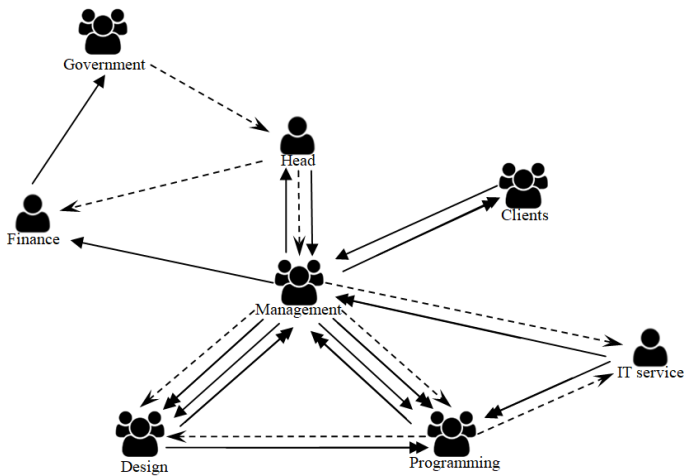 Government
Head
Clients
Finance
Management
IT service
Design
Programming